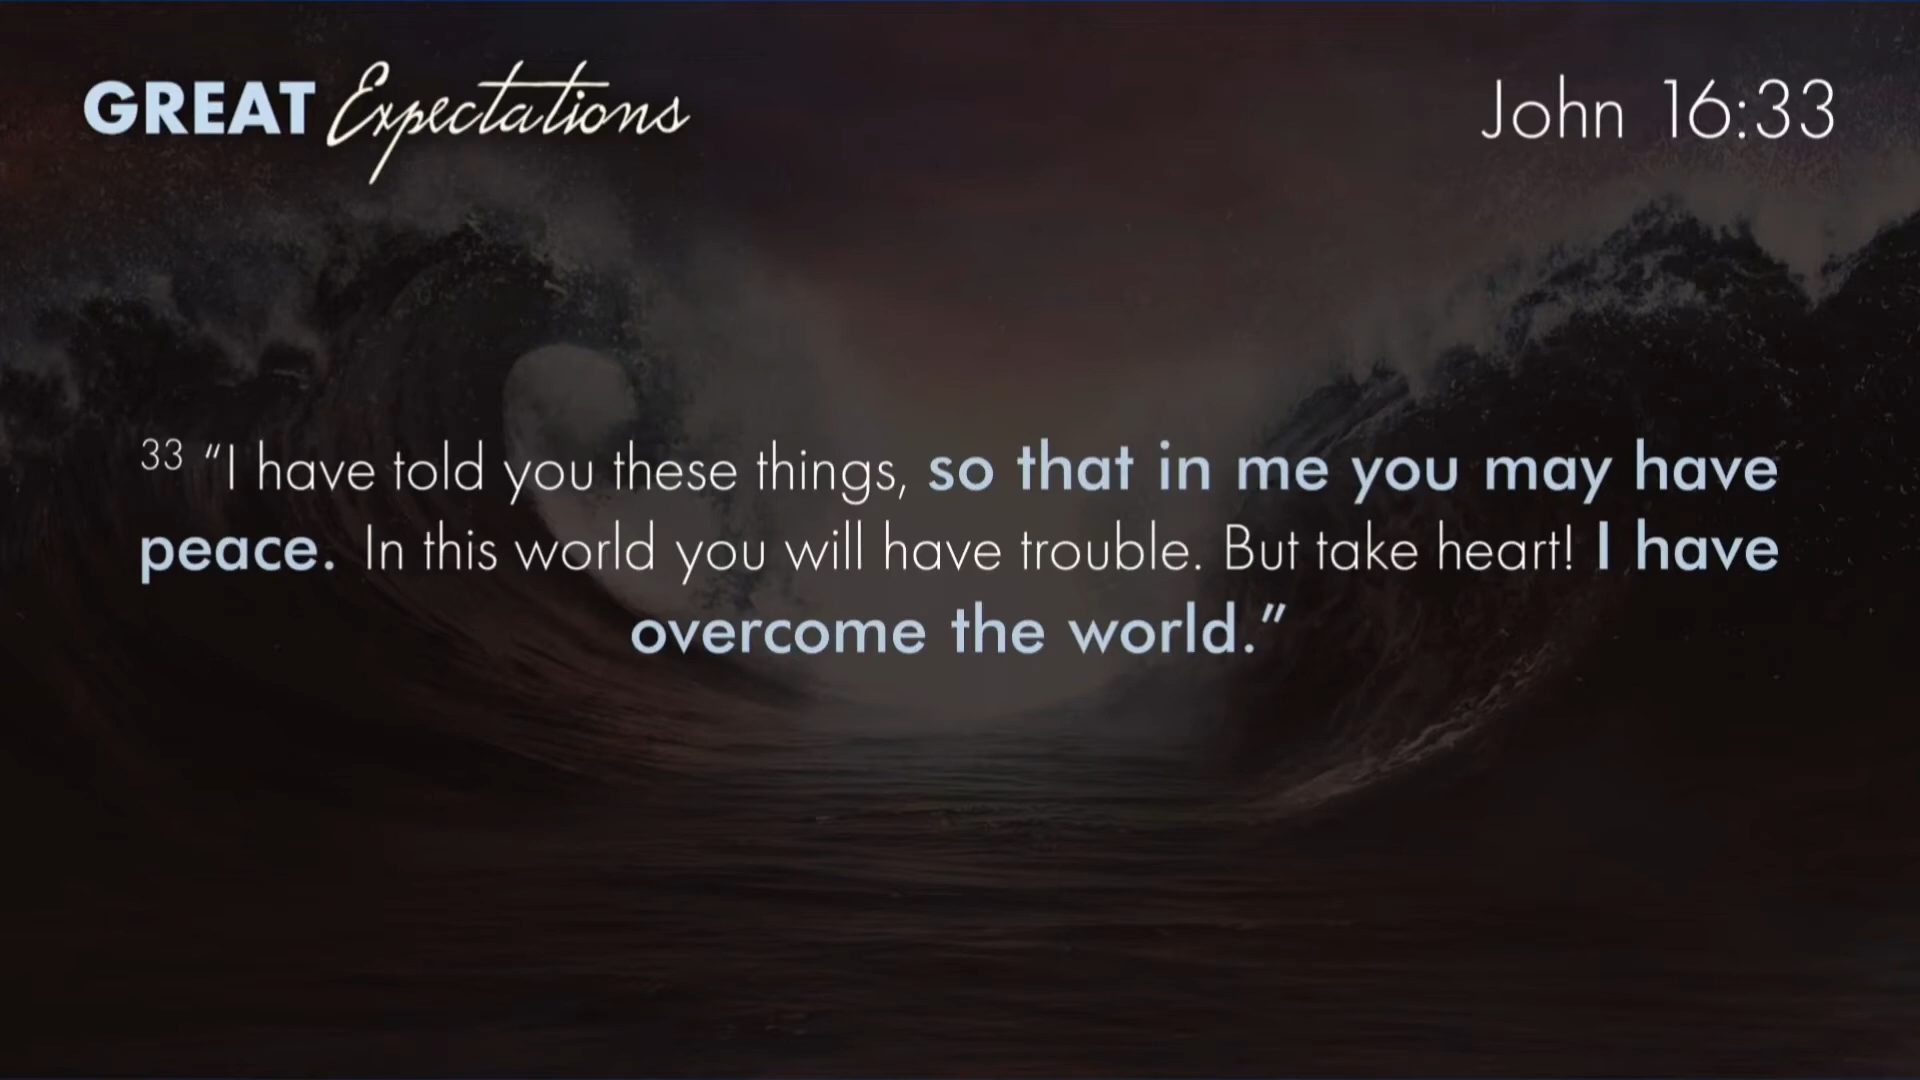 GREAT Expectations
John 16:33
33 “I have told you these things, so that in me you may have
peace. In this world you will have trouble. But take heart! I have
overcome the world.”